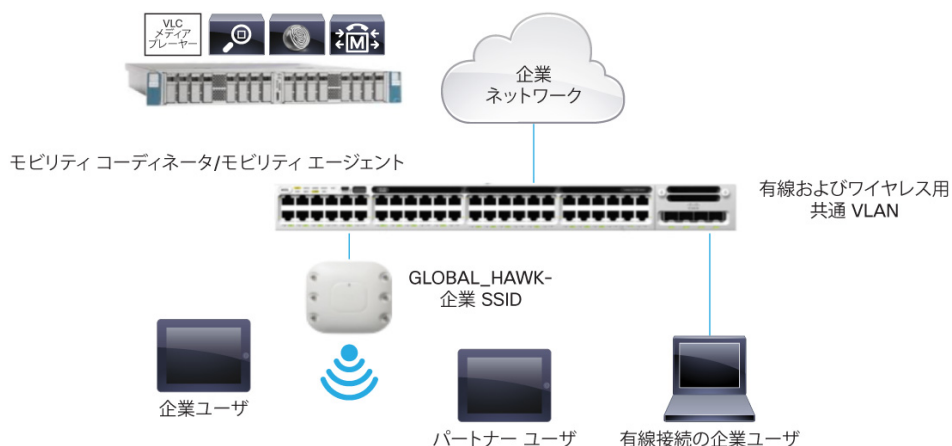 VLC
メディア
プレーヤー
M
企業
ネットワーク
モビリティ コーディネータ/モビリティ エージェント
有線およびワイヤレス用
共通 VLAN
GLOBAL_HAWK-
企業 SSID
企業ユーザ
パートナー ユーザ
有線接続の企業ユーザ